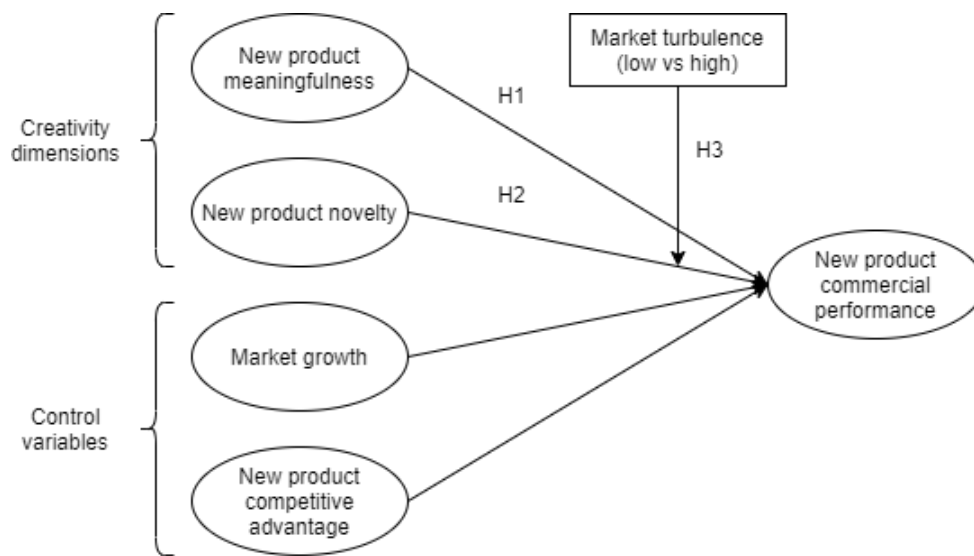 New product
meaningfulness
Market turbulence
(low vs high)
H1
Creativity
dimensions
H3
H2
New product novelty
New product
commercial
performance
Market growth
Control
variables
New product
competitive
advantage